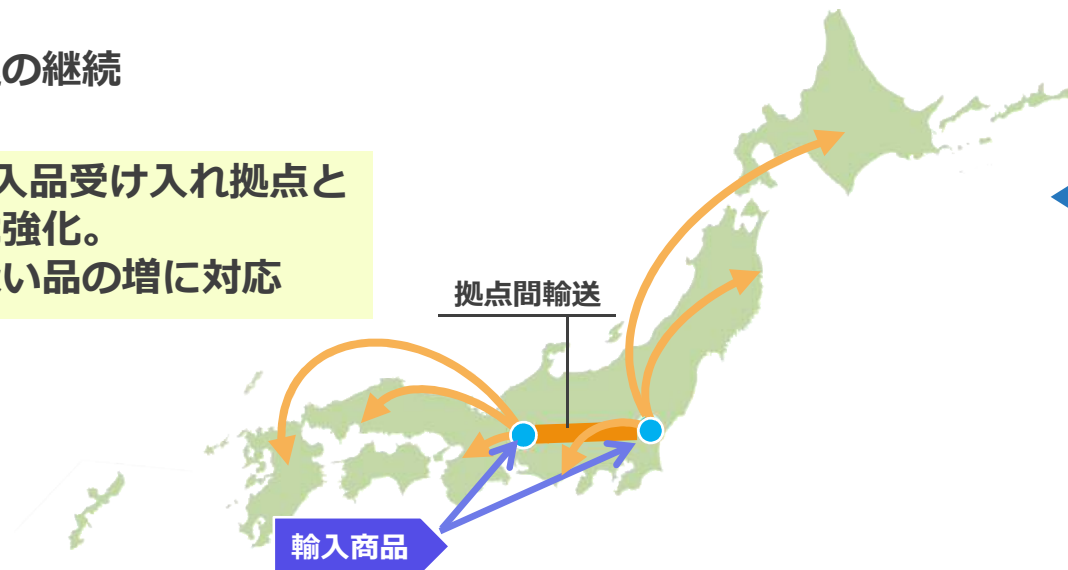 の継続
入品受け入れ拠点と
強化。
い品の増に対応
拠点間輸送
輸入商品